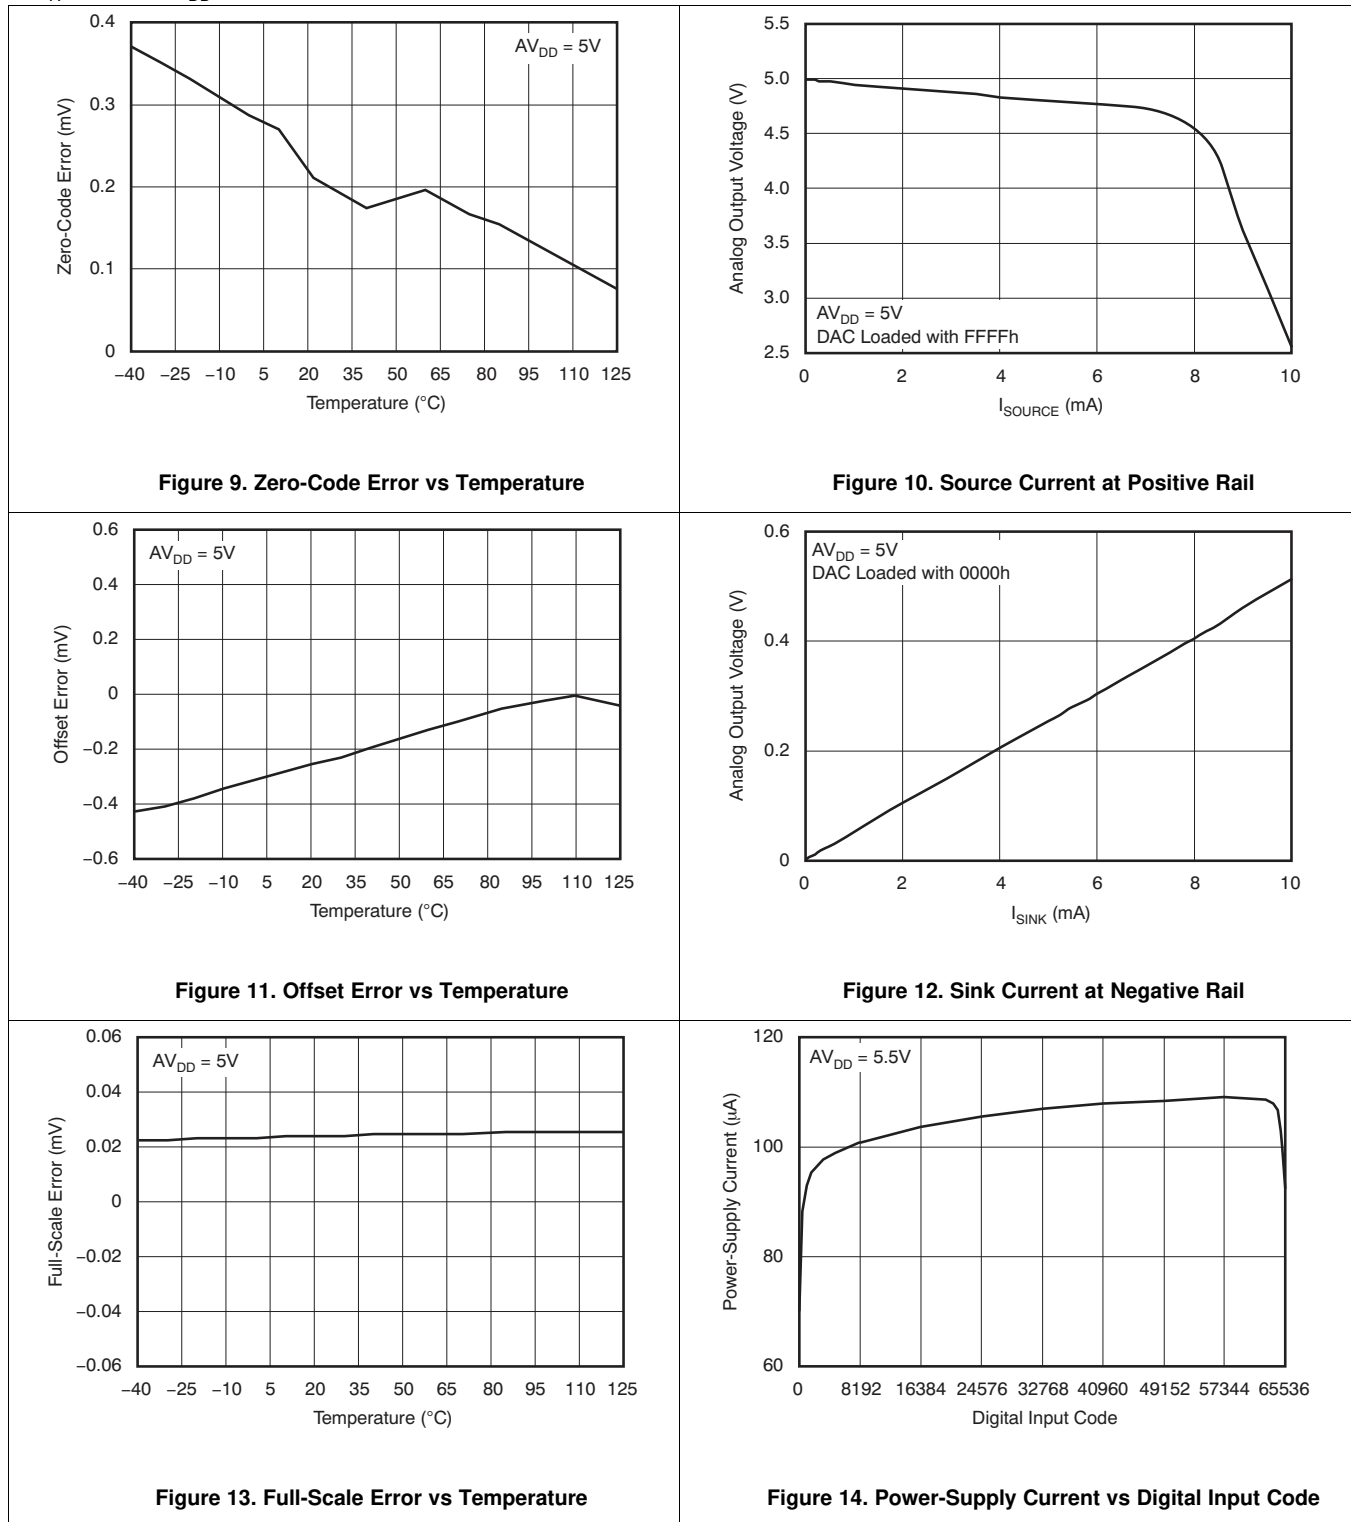 0.4
0.3
0.2
0.1
0
Zero-Code Error (mV)
AVDD = 5V
−40 −25 −10 5 20 35 50 65 80 95 110 125
Temperature (°C)
Figure 9. Zero-Code Error vs Temperature
5.5
5.0
4.5
4.0
3.5
3.0
2.5
Analog Output Voltage (V)
AVDD = 5V
DAC Loaded with FFFFh
0 2 4 6 8 10
ISOURCE (mA)
Figure 10. Source Current at Positive Rail
0.6
0.4
0.2
0
−0.2
−0.4
−0.6
Offset Error (mV)
AVDD = 5V
−40 −25 −10 5 20 35 50 65 80 95 110 125
Temperature (°C)
Figure 11. Offset Error vs Temperature
0.6
0.4
0.2
0
Analog Output Voltage (V)
AVDD = 5V
DAC Loaded with 0000h
0 2 4 6 8 10
ISINK (mA)
Figure 12. Sink Current at Negative Rail
0.06
0.04
0.02
0
−0.02
−0.04
−0.06
Full-Scale Error (mV)
AVDD = 5V
−40 −25 −10 5 20 35 50 65 80 95 110 125
Temperature (°C)
Figure 13. Full-Scale Error vs Temperature
120
100
80
60
Power-Supply Current (µA)
AVDD = 5.5V
0 8192 16384 24576 32768 40960 49152 57344 65536
Digital Input Code
Figure 14. Power-Supply Current vs Digital Input Code